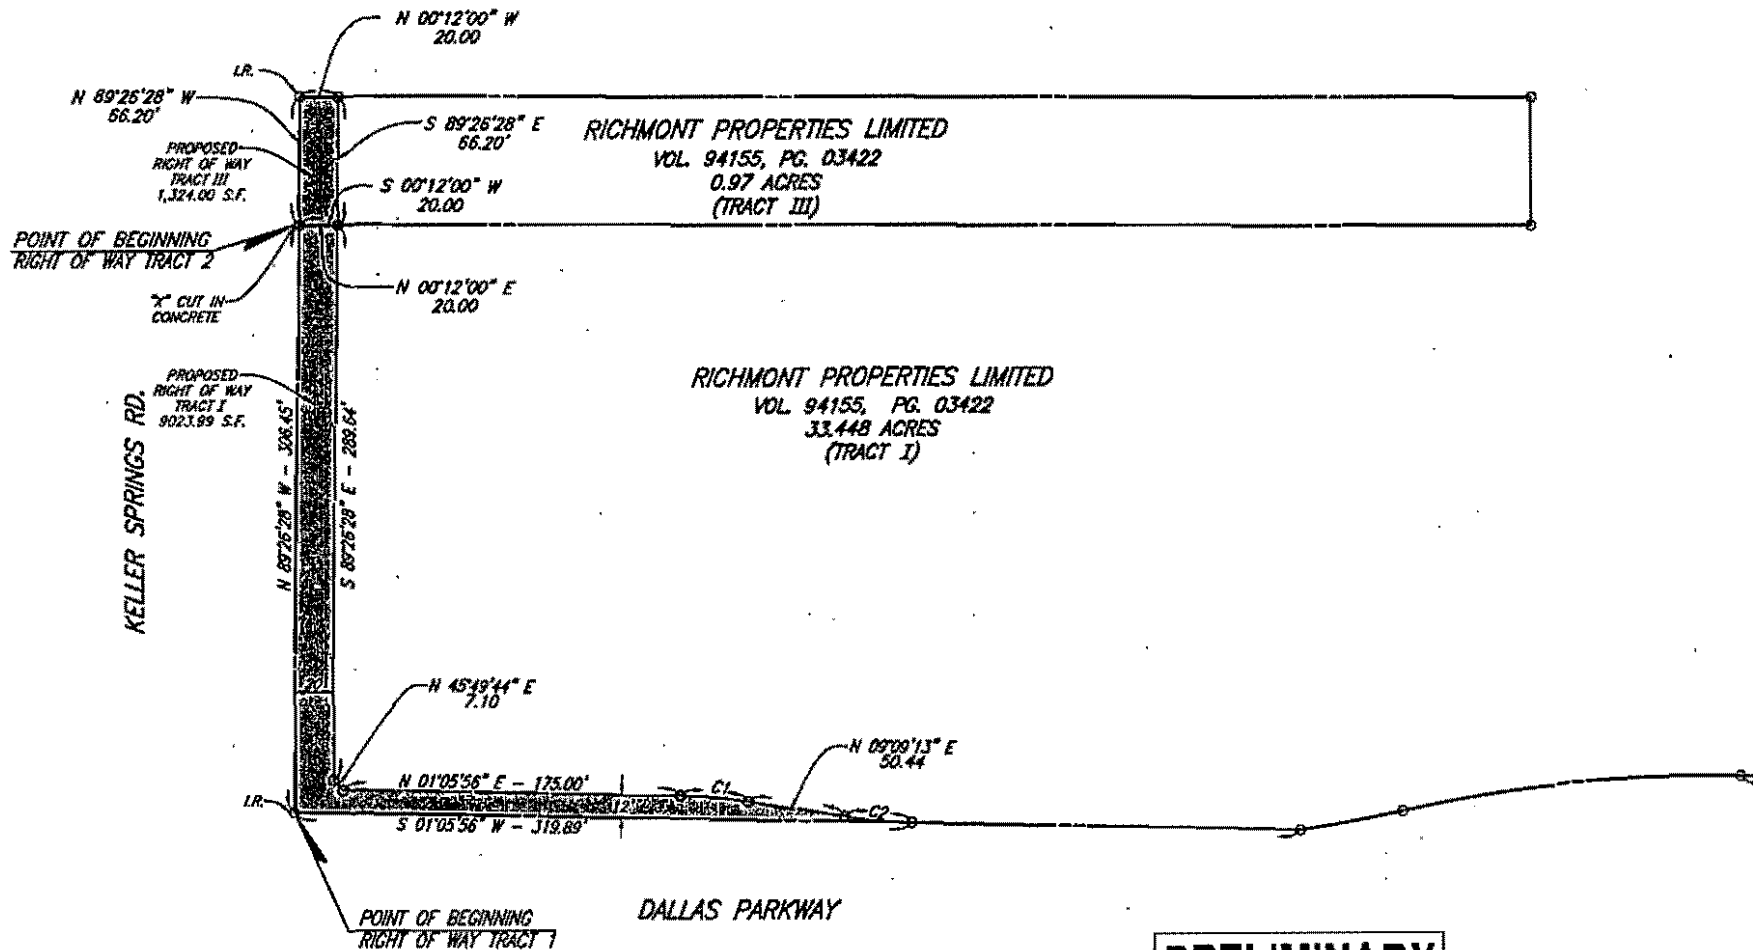 N 00°12'00" W
20.00
I.R.
N 89°26'28" W
66.20'
S 89°26'28" E
66.20'
PROPOSED
RIGHT OF WAY
TRACT III
1,324.00 S.F.
S 00°12'00" W
20.00
RICHMONT PROPERTIES LIMITED
VOL. 94155, PG. 03422
0.97 ACRES
(TRACT III)
POINT OF BEGINNING
RIGHT OF WAY TRACT 2
"X" CUT IN
CONCRETE
N 00°12'00" E
20.00
PROPOSED
RIGHT OF WAY
TRACT I
9023.99 S.F.
RICHMONT PROPERTIES LIMITED
VOL. 94155, PG. 03422
33.448 ACRES
(TRACT I)
KELLER SPRINGS RD.
N 89°26'28" W - 306.45'
S 89°26'28" E - 289.64'
20'
N 45°49'44" E
7.10
N 09°09'13" E
50.44
N 01°05'56" E - 175.00'
C1
12'
C2
I.R.
S 01°05'56" W - 319.89'
DALLAS PARKWAY
POINT OF BEGINNING
RIGHT OF WAY TRACT 1
PRELIMINARY